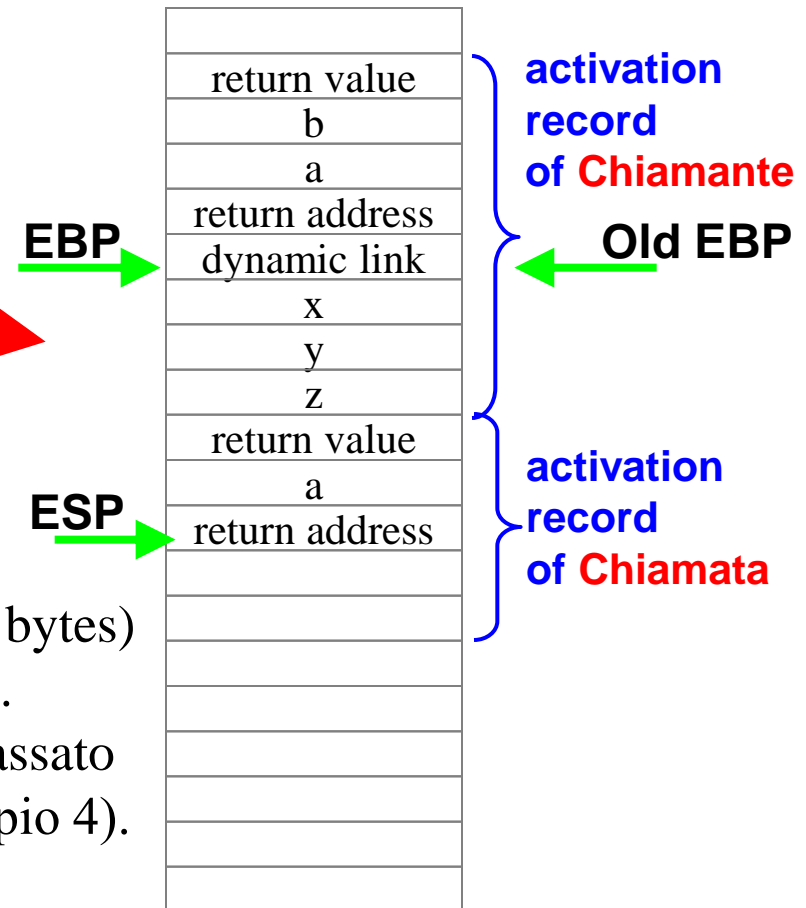 return value
b
a
return address
dynamic link
x
y
z
return value
a
return address
EBP
ESP
activation
record
of Chiamante
Old EBP
activation
record
of Chiamata
bytes)
.
pio 4).